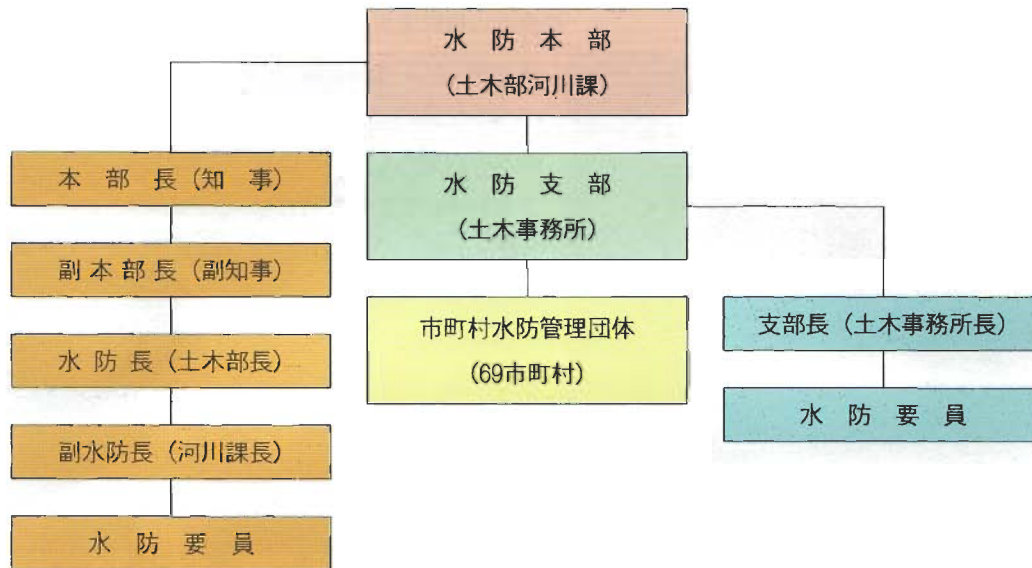 水防本部
(土木部河川課)
本部長(知事)
水防支部
(土木事務所)
副本部長(副知事)
市町村水防管理団体
(69市町村)
支部長(土木事務所長)
水防長(土木部長)
水防要員
副水防長(河川課長)
水防要員